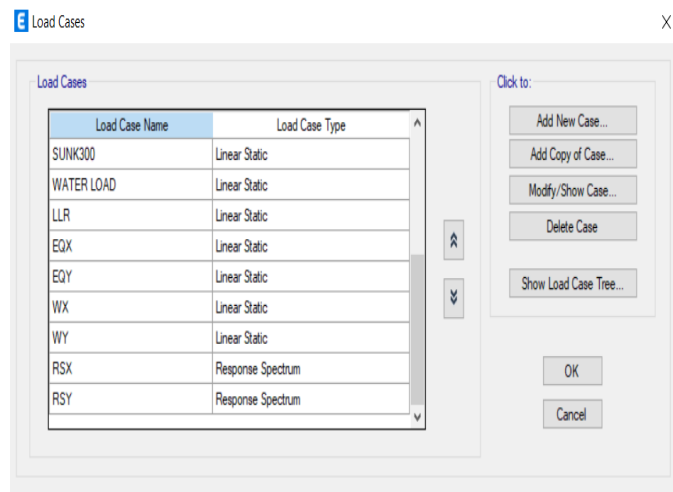 E Load Cases X
Load Cases
Load Case Name Load Case Type
SUNK300 Linear Static
WATER LOAD Linear Static
LLR Linear Static
EQX Linear Static
EQY Linear Static
WX Linear Static
WY Linear Static
RSX Response Spectrum
RSY Response Spectrum
Click to:
Add New Case...
Add Copy of Case...
Modify/Show Case...
Delete Case
Show Load Case Tree...
OK
Cancel